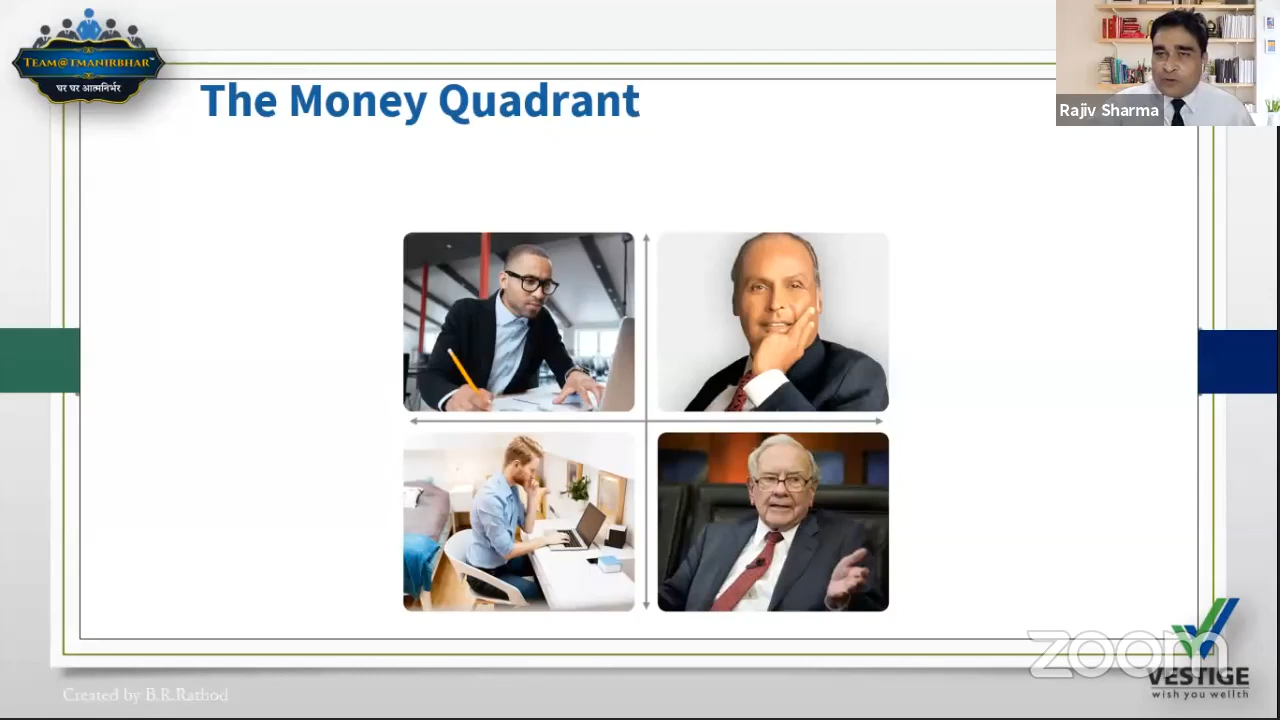 TEAM@TMANIRBHAR™
घर घर आत्मनिर्भर
The Money Quadrant
Rajiv Sharma
zoom
VESTIGE
wish you wellth
Created by B.R.Rathod